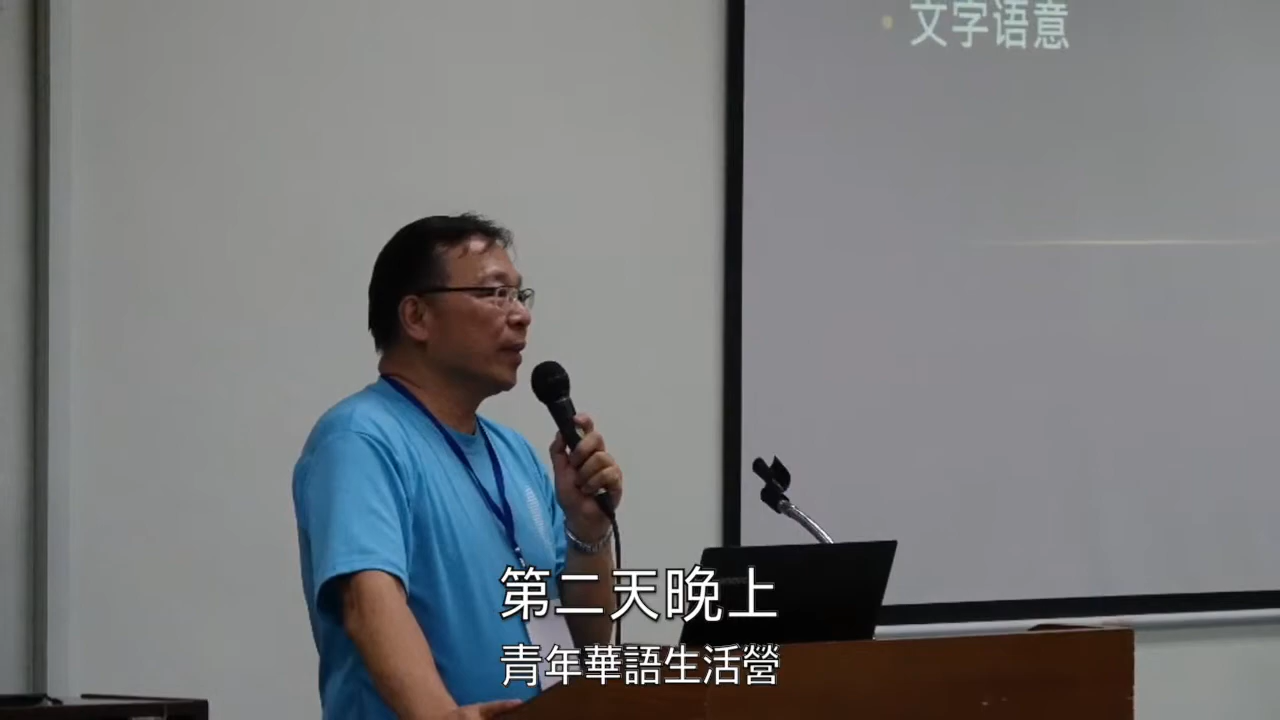 文字语意
第二天晚上
青年華語生活營